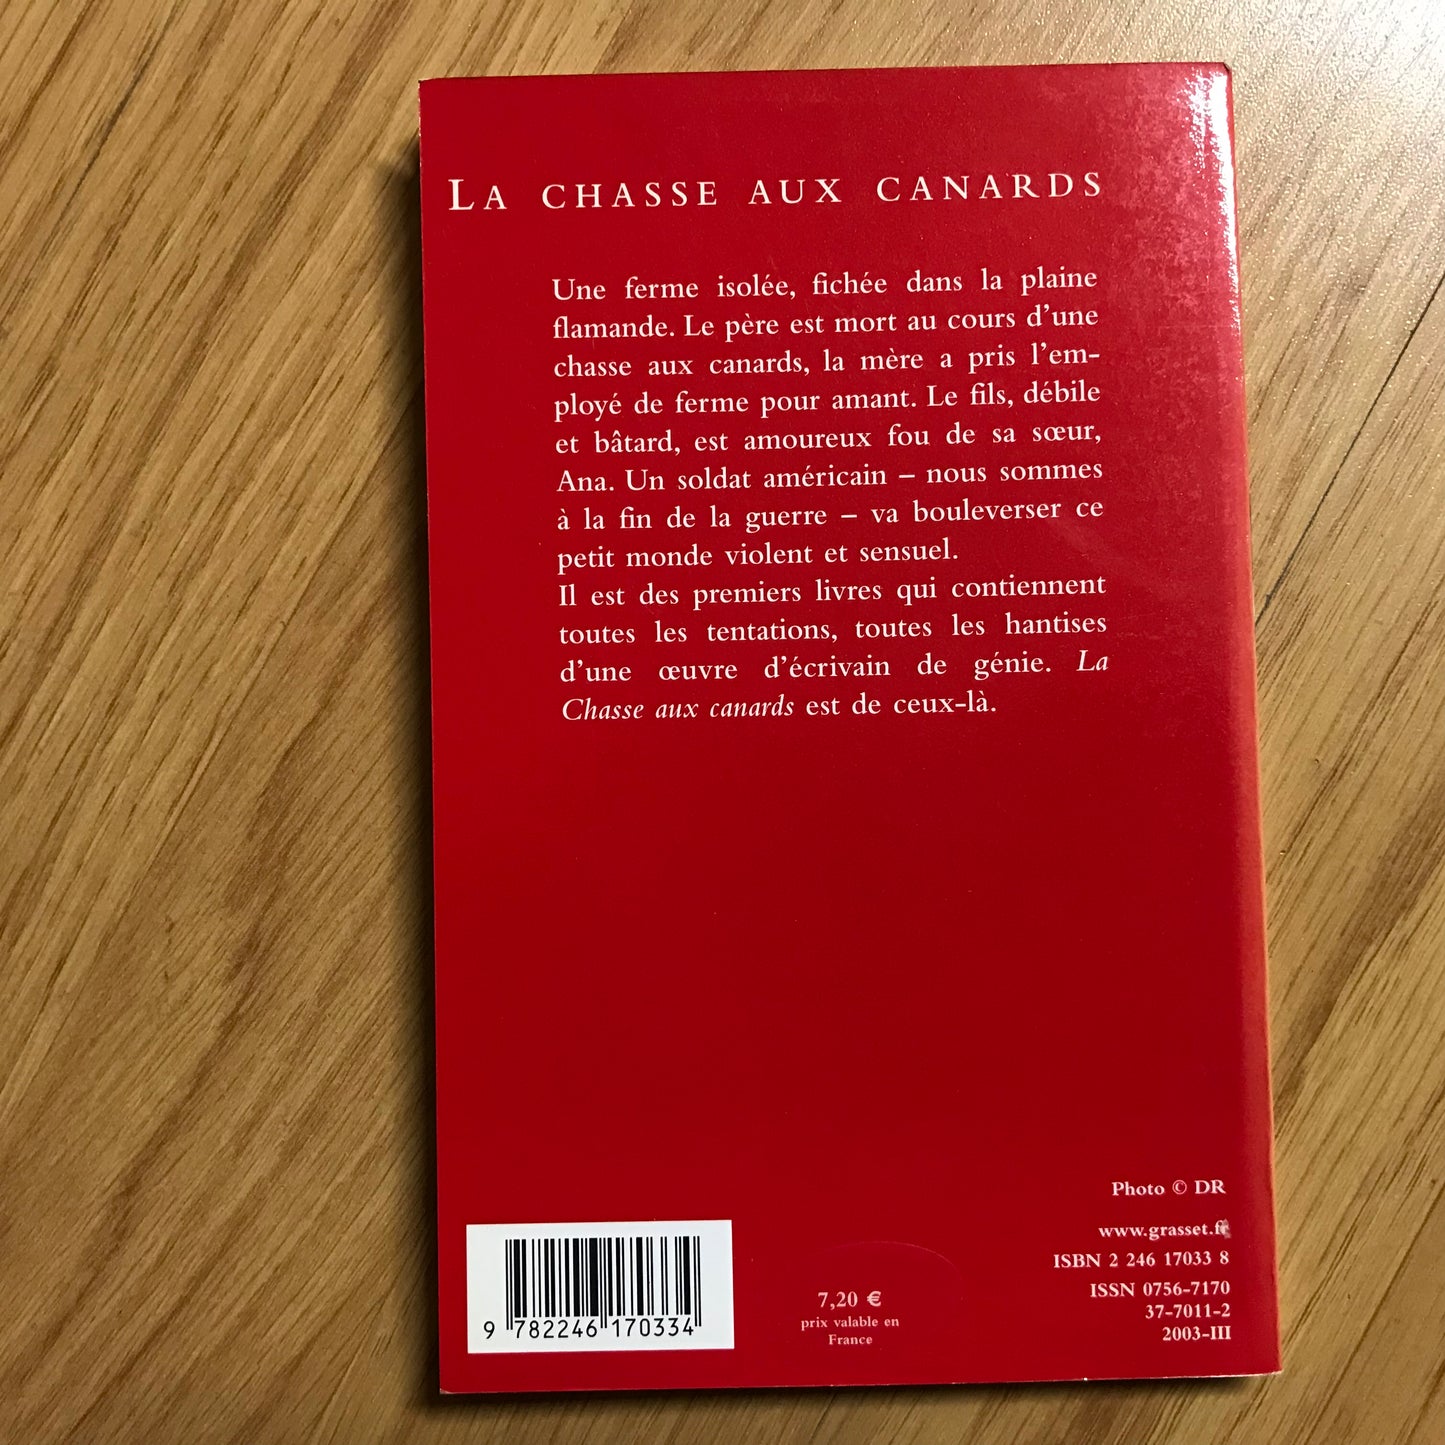 LA CHASSE AUX CANARDS
Une ferme isolée, fichée dans la plaine
flamande. Le père est mort au cours d'une
chasse aux canards, la mère a pris l'em-
ployé de ferme pour amant. Le fils, débile
et bâtard, est amoureux fou de sa sœur,
Ana. Un soldat américain – nous sommes
à la fin de la guerre – va bouleverser ce
petit monde violent et sensuel.
Il est des premiers livres qui contiennent
toutes les tentations, toutes les hantises
d'une œuvre d'écrivain de génie. La
Chasse aux canards est de ceux-là.
Photo © DR
www.grasset.fr
ISBN 2 246 17033 8
ISSN 0756-7170
37-7011-2
2003-III
7,20 €
prix valable en
France
9 782246 170334